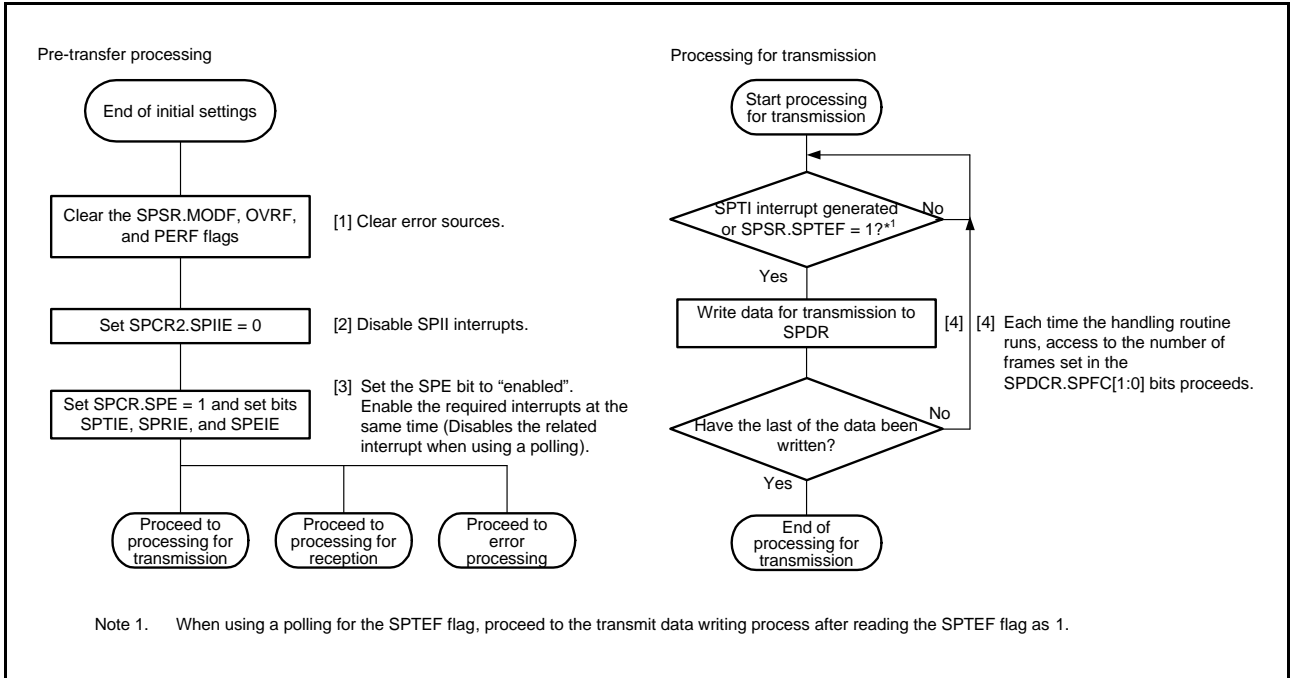 Pre-transfer processing
End of initial settings
Clear the SPSR.MODF, OVRF,
and PERF flags
[1] Clear error sources.
Set SPCR2.SPIIE = 0
[2] Disable SPII interrupts.
Set SPCR.SPE = 1 and set bits
SPTIE, SPRIE, and SPEIE
[3] Set the SPE bit to “enabled”.
Enable the required interrupts at the
same time (Disables the related
interrupt when using a polling).
Proceed to
processing for
transmission
Proceed to
processing for
reception
Proceed to
error
processing
Processing for transmission
Start processing
for transmission
SPTI interrupt generated
or SPSR.SPTEF = 1?*1
No
Yes
Write data for transmission to
SPDR
[4]
[4] Each time the handling routine
runs, access to the number of
frames set in the
SPDCR.SPFC[1:0] bits proceeds.
Have the last of the data been
written?
No
Yes
End of
processing for
transmission
Note 1. When using a polling for the SPTEF flag, proceed to the transmit data writing process after reading the SPTEF flag as 1.